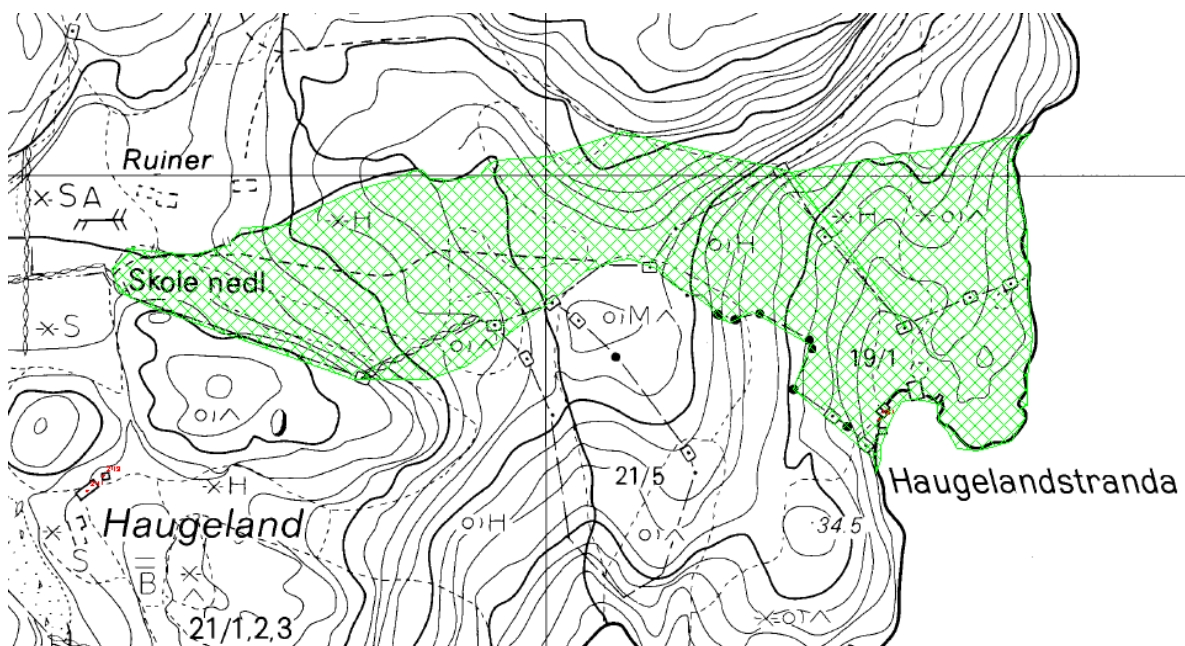 Ruiner
SA
H
H
Skole nedl.
H
S
M
19/1
21/5
Haugelandstranda
H
Haugeland
H
34.5
S
B
21/1,2,3